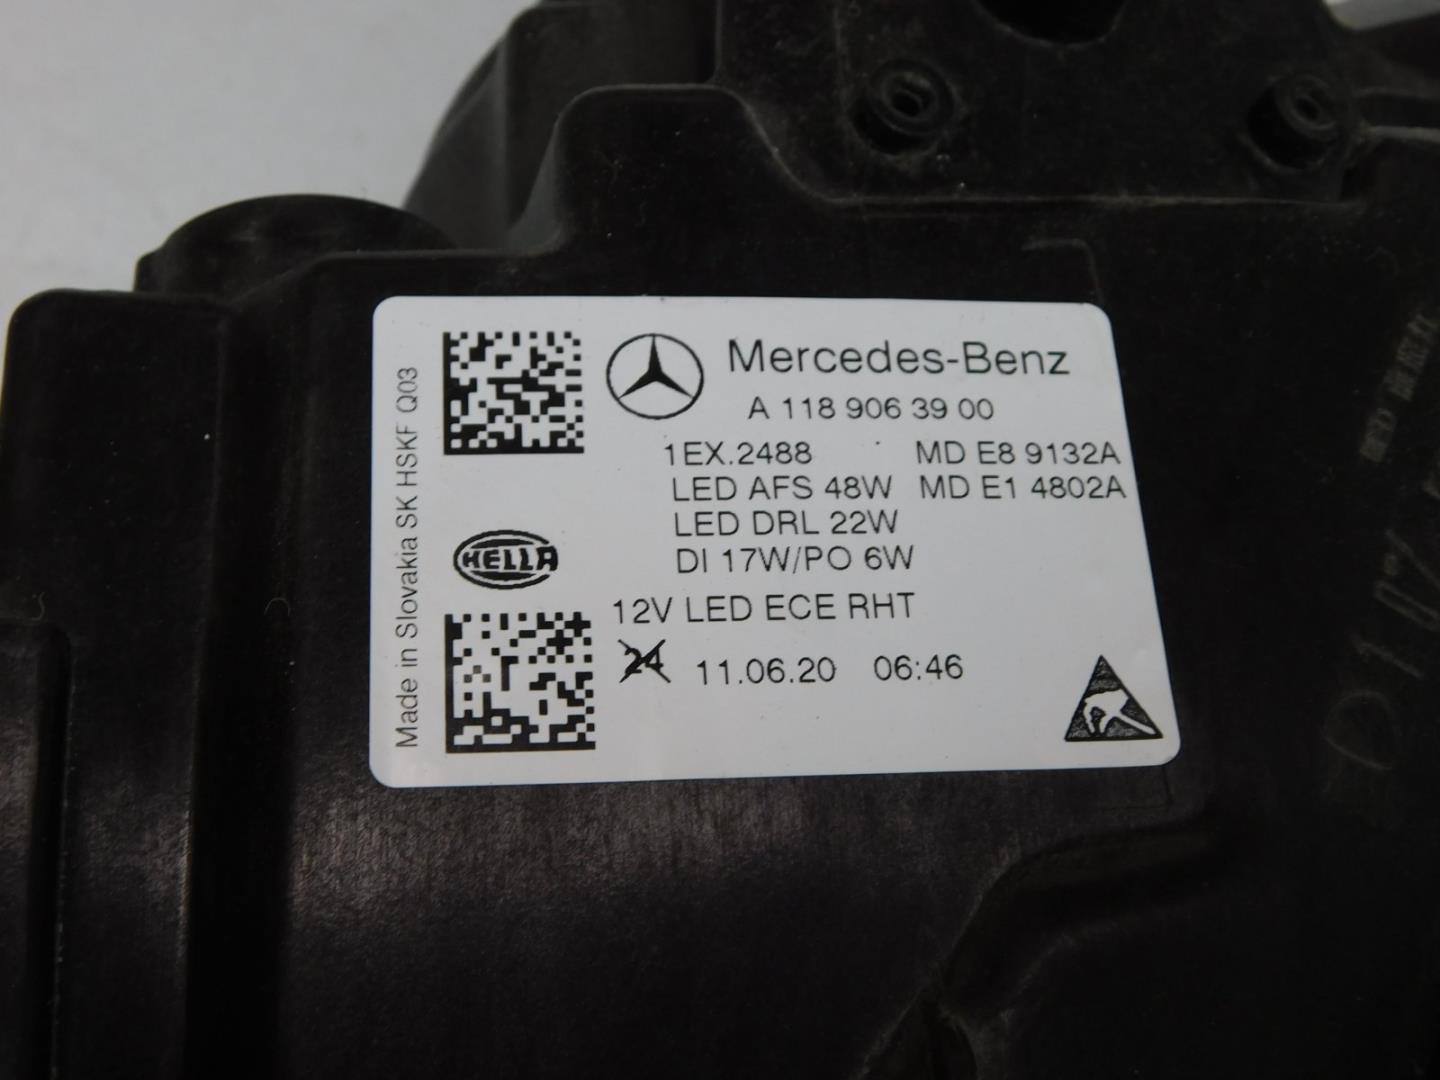 Mercedes-Benz
A 118 906 39 00
1EX.2488 MD E8 9132A
LED AFS 48W MD E1 4802A
LED DRL 22W
DI 17W/PO 6W
12V LED ECE RHT
24 11.06.20 06:46
HELLA
Made in Slovakia SK HSKF Q03